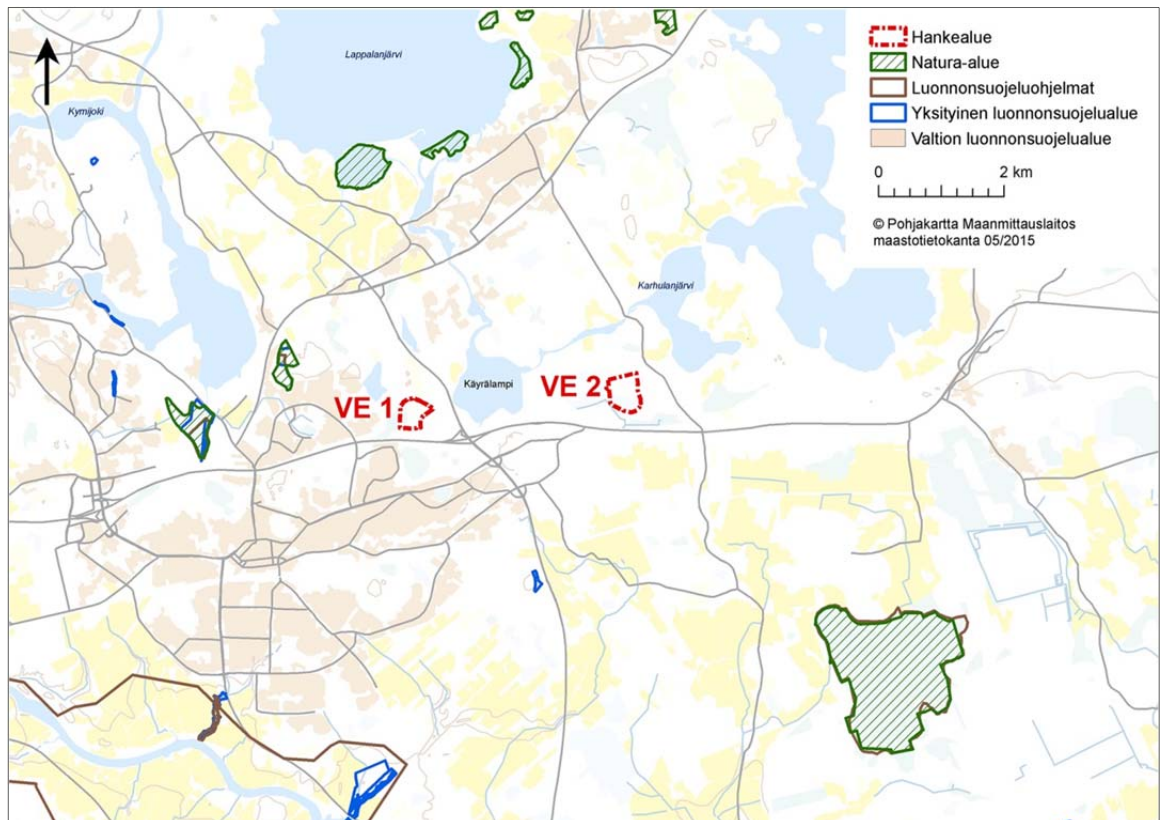 Lappalanjärvi
Kymijoki
Karhulanjärvi
Käyrälampi
VE 1
VE 2
Hankealue
Natura-alue
Luonnonsuojeluohjelmat
Yksityinen luonnonsuojelualue
Valtion luonnonsuojelualue
0 2 km
© Pohjakartta Maanmittauslaitos
maastotietokanta 05/2015